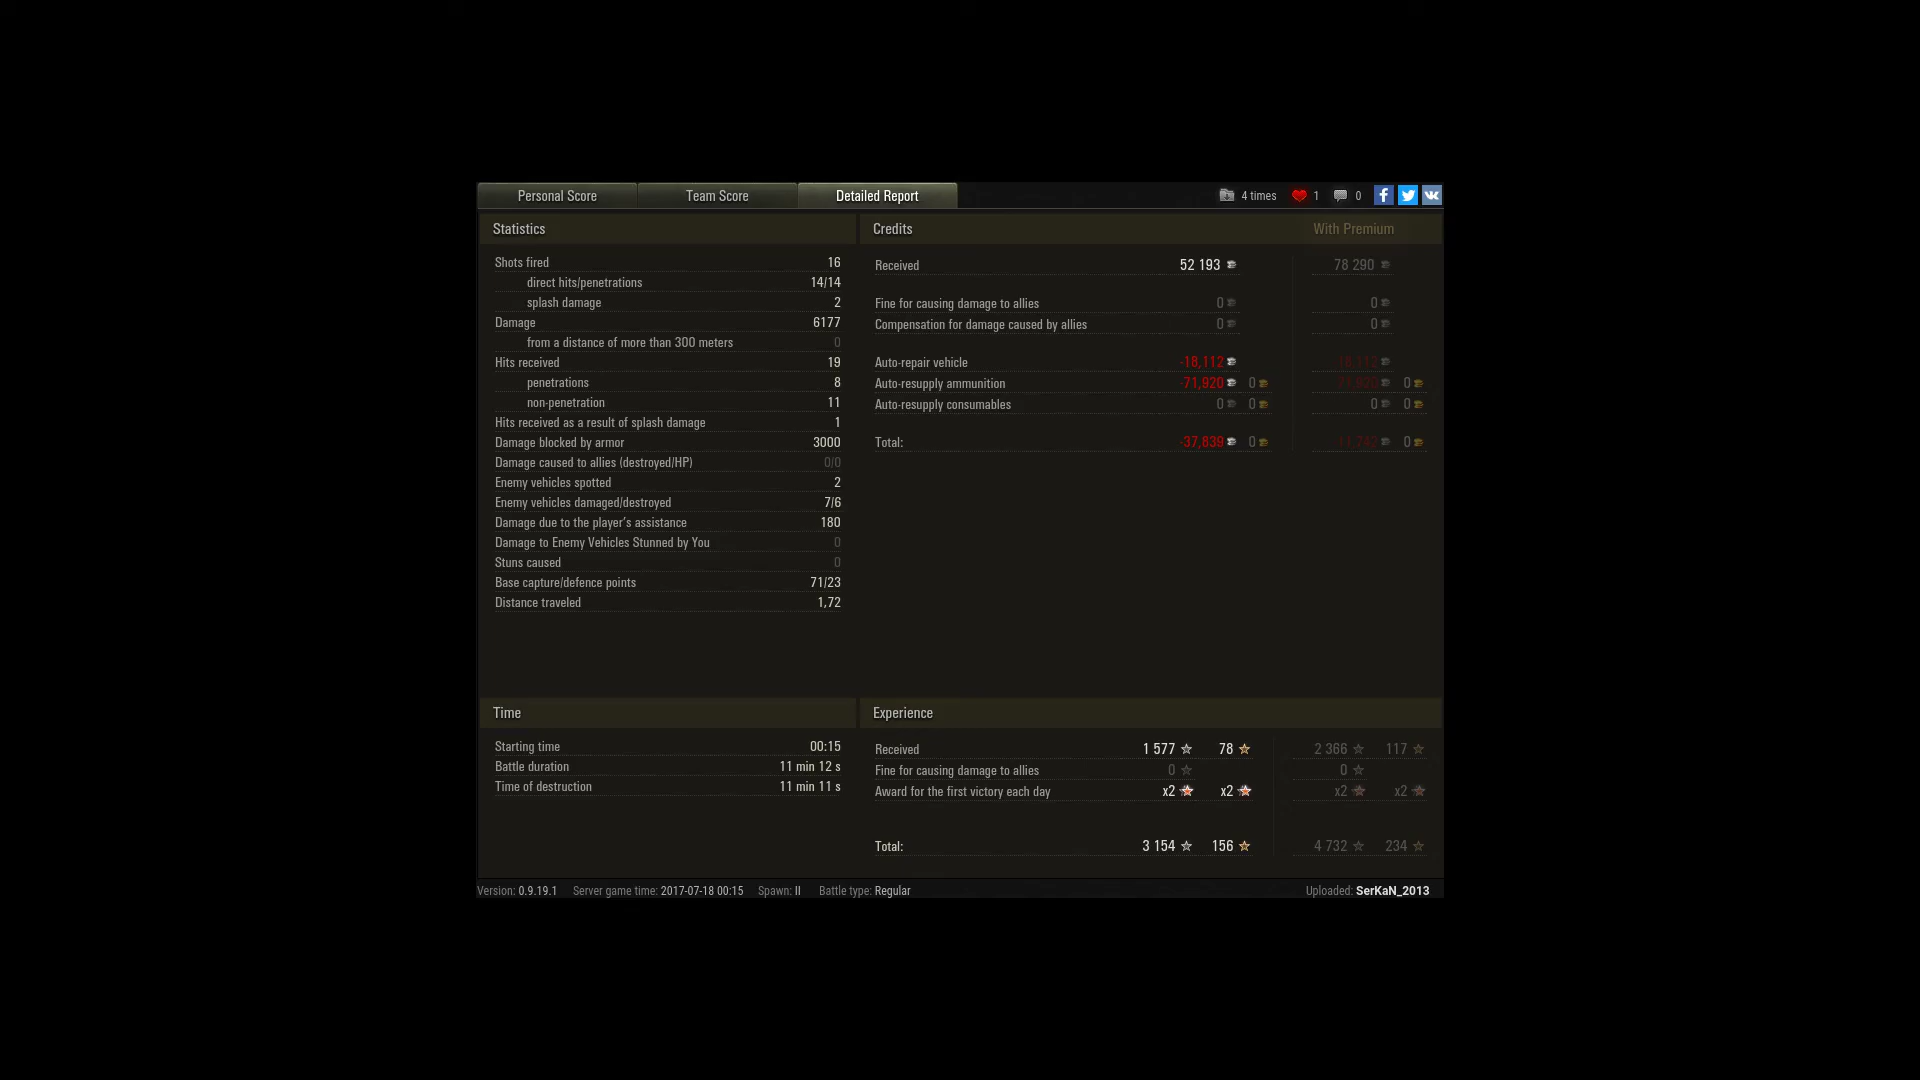 Personal Score Team Score Detailed Report 4 times 1 0
Statistics
Shots fired 16
direct hits/penetrations 14/14
splash damage 2
Damage 6177
from a distance of more than 300 meters 0
Hits received 19
penetrations 8
non-penetration 11
Hits received as a result of splash damage 1
Damage blocked by armor 3000
Damage caused to allies (destroyed/HP) 0/0
Enemy vehicles spotted 2
Enemy vehicles damaged/destroyed 7/6
Damage due to the player's assistance 180
Damage to Enemy Vehicles Stunned by You 0
Stuns caused 0
Base capture/defence points 71/23
Distance traveled 1,72
Credits With Premium
Received 52 193 78 290
Fine for causing damage to allies 0 0
Compensation for damage caused by allies 0 0
Auto-repair vehicle -18,112 -18,112
Auto-resupply ammunition -71,920 0 -71,920 0
Auto-resupply consumables 0 0 0 0
Total: -37,839 0 -11,742 0
Time
Starting time 00:15
Battle duration 11 min 12 s
Time of destruction 11 min 11 s
Experience
Received 1 577 78 2 366 117
Fine for causing damage to allies 0 0
Award for the first victory each day x2 x2 x2 x2
Total: 3 154 156 4 732 234
Version: 0.9.19.1 Server game time: 2017-07-18 00:15 Spawn: II Battle type: Regular Uploaded: SerKaN_2013